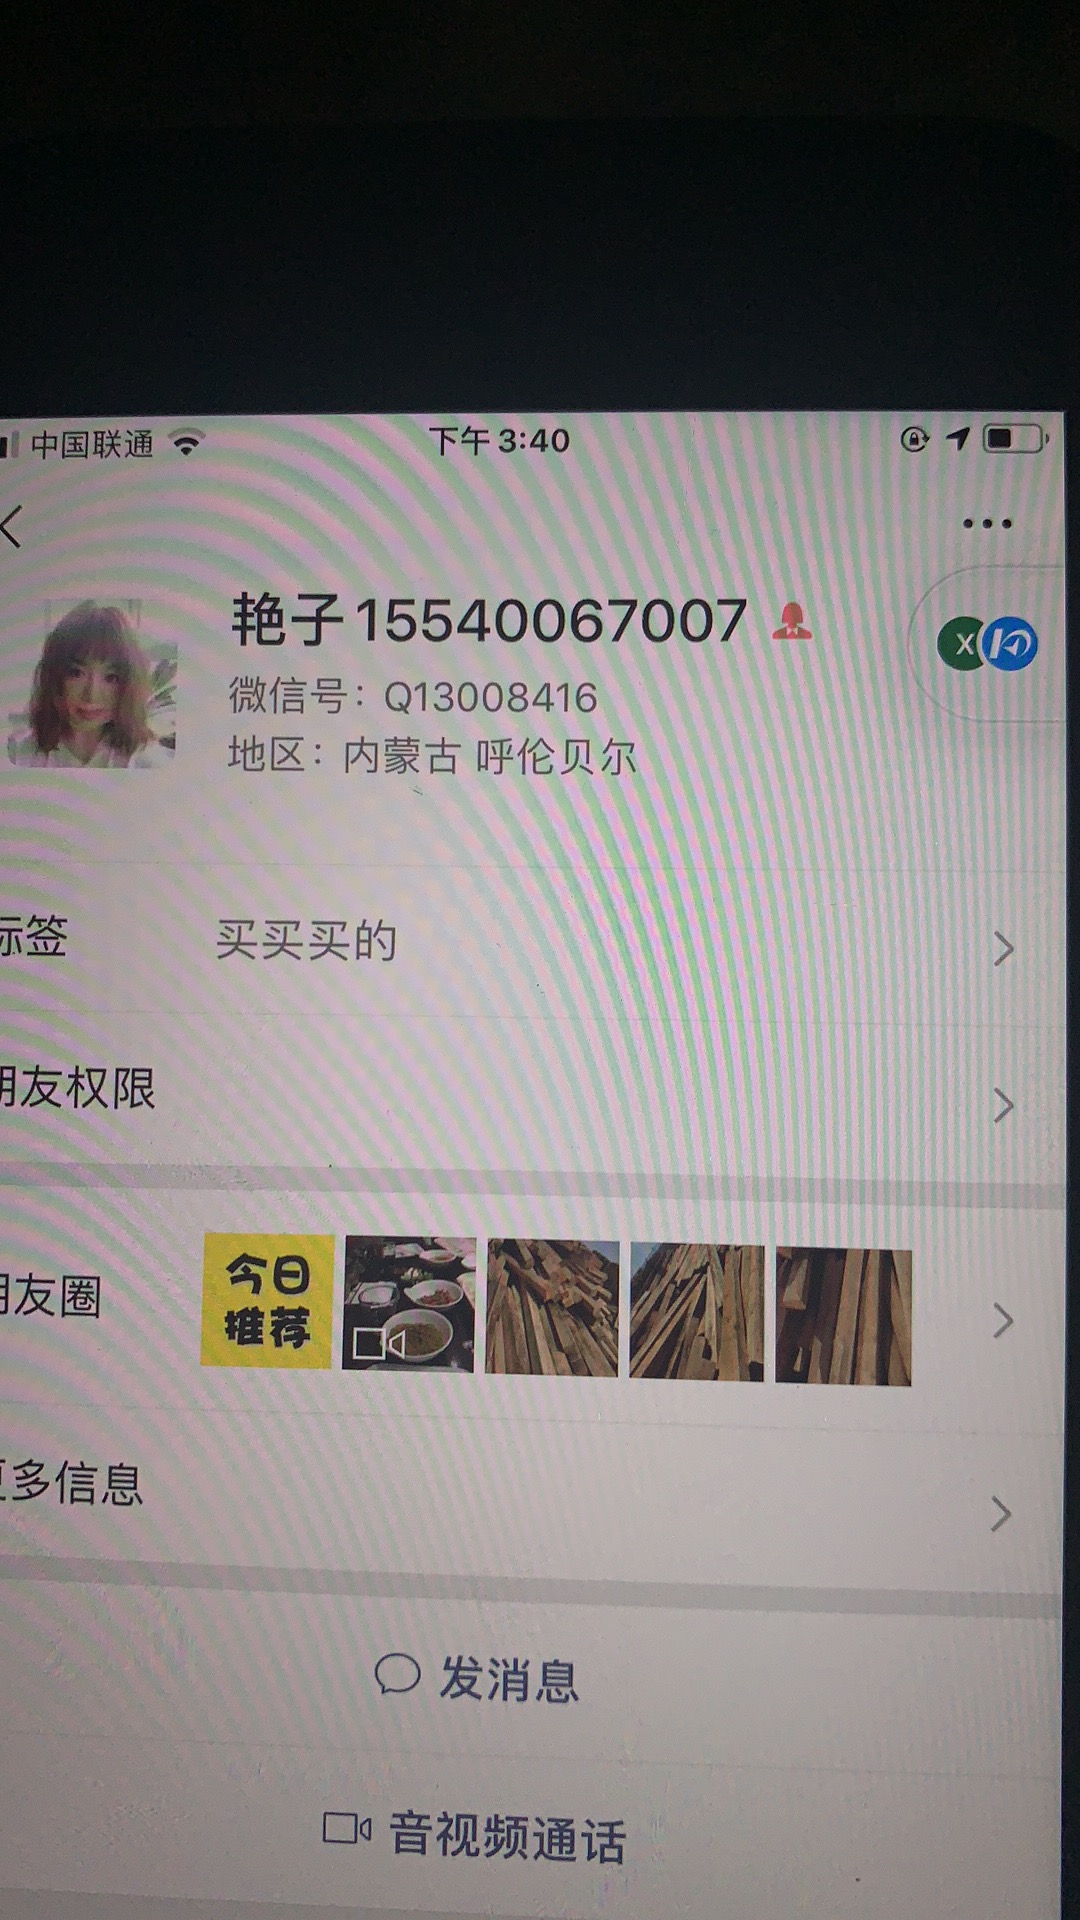 中国联通
下午 3:40
艳子15540067007
微信号：Q13008416
地区：内蒙古 呼伦贝尔
标签 买买买的
朋友权限
朋友圈 今日
推荐
更多信息
发消息
音视频通话